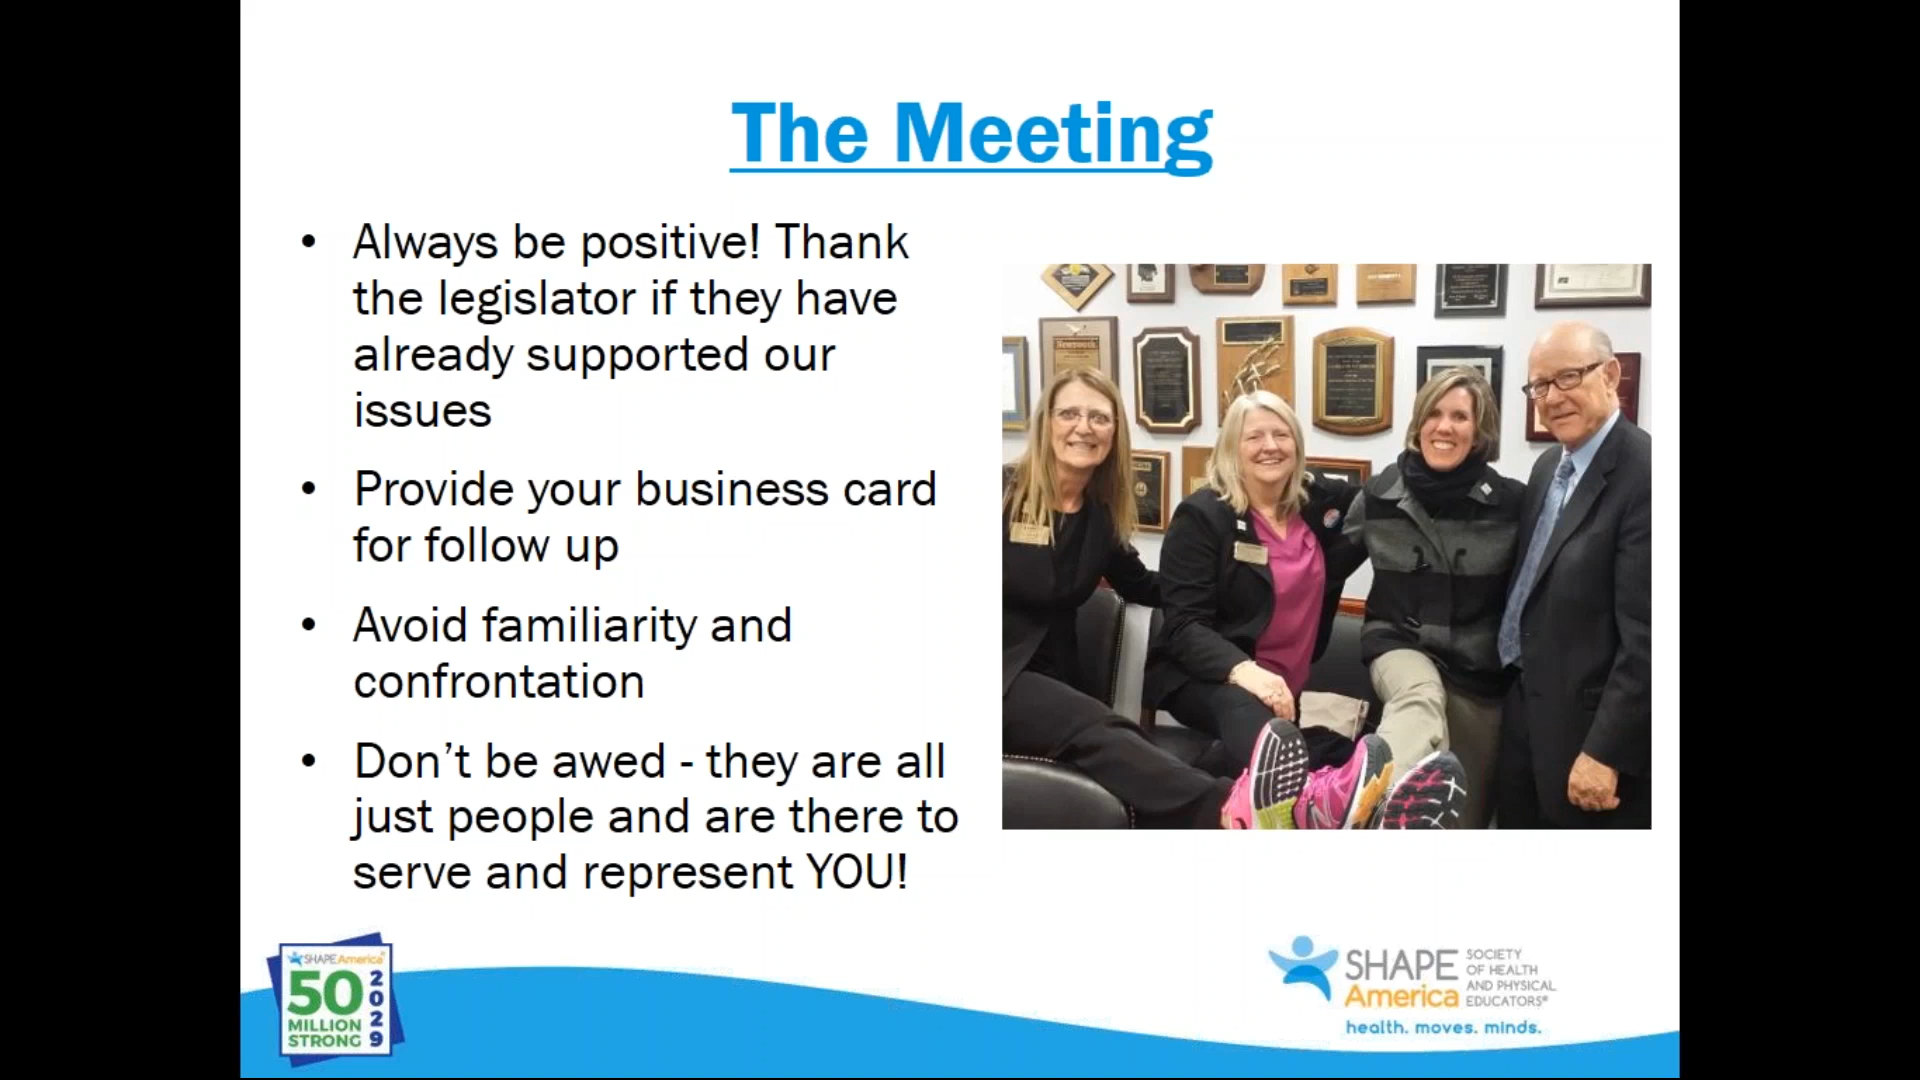 The Meeting
• Always be positive! Thank
the legislator if they have
already supported our
issues
• Provide your business card
for follow up
• Avoid familiarity and
confrontation
• Don’t be awed - they are all
just people and are there to
serve and represent YOU!
SHAPE America
50
MILLION
STRONG
2029
SHAPE
America
SOCIETY
OF HEALTH
AND PHYSICAL
EDUCATORS®
health. moves. minds.